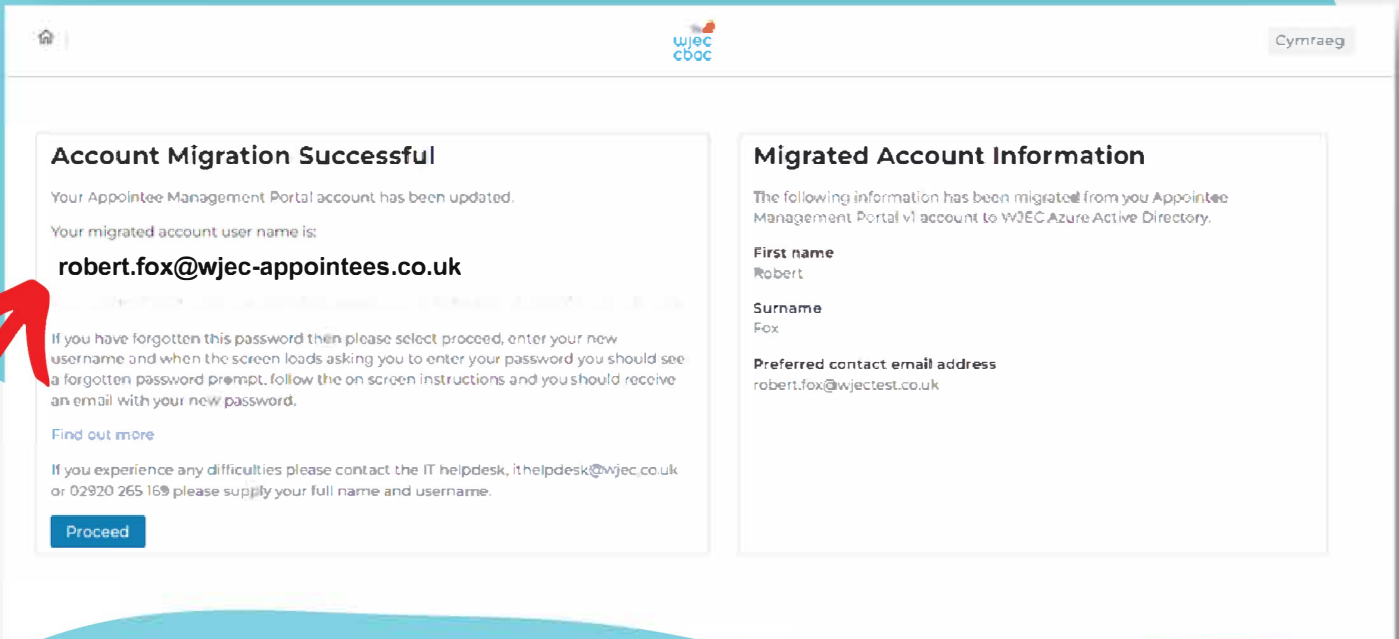 wjec
cbac
Cymraeg
Account Migration Successful
Your Appointee Management Portal account has been updated.
Your migrated account user name is:
robert.fox@wjec-appointees.co.uk
If you have forgotten this password then please select proceed, enter your new
username and when the screen loads asking you to enter your password you should see
a forgotten password prompt, follow the on screen instructions and you should receive
an email with your new password.
Find out more
If you experience any difficulties please contact the IT helpdesk, ithelpdesk@wjec.co.uk
or 02920 265 169 please supply your full name and username.
Proceed
Migrated Account Information
The following information has been migrated from you Appointee
Management Portal v1 account to WJEC Azure Active Directory.
First name
Robert
Surname
Fox
Preferred contact email address
robert.fox@wjectest.co.uk